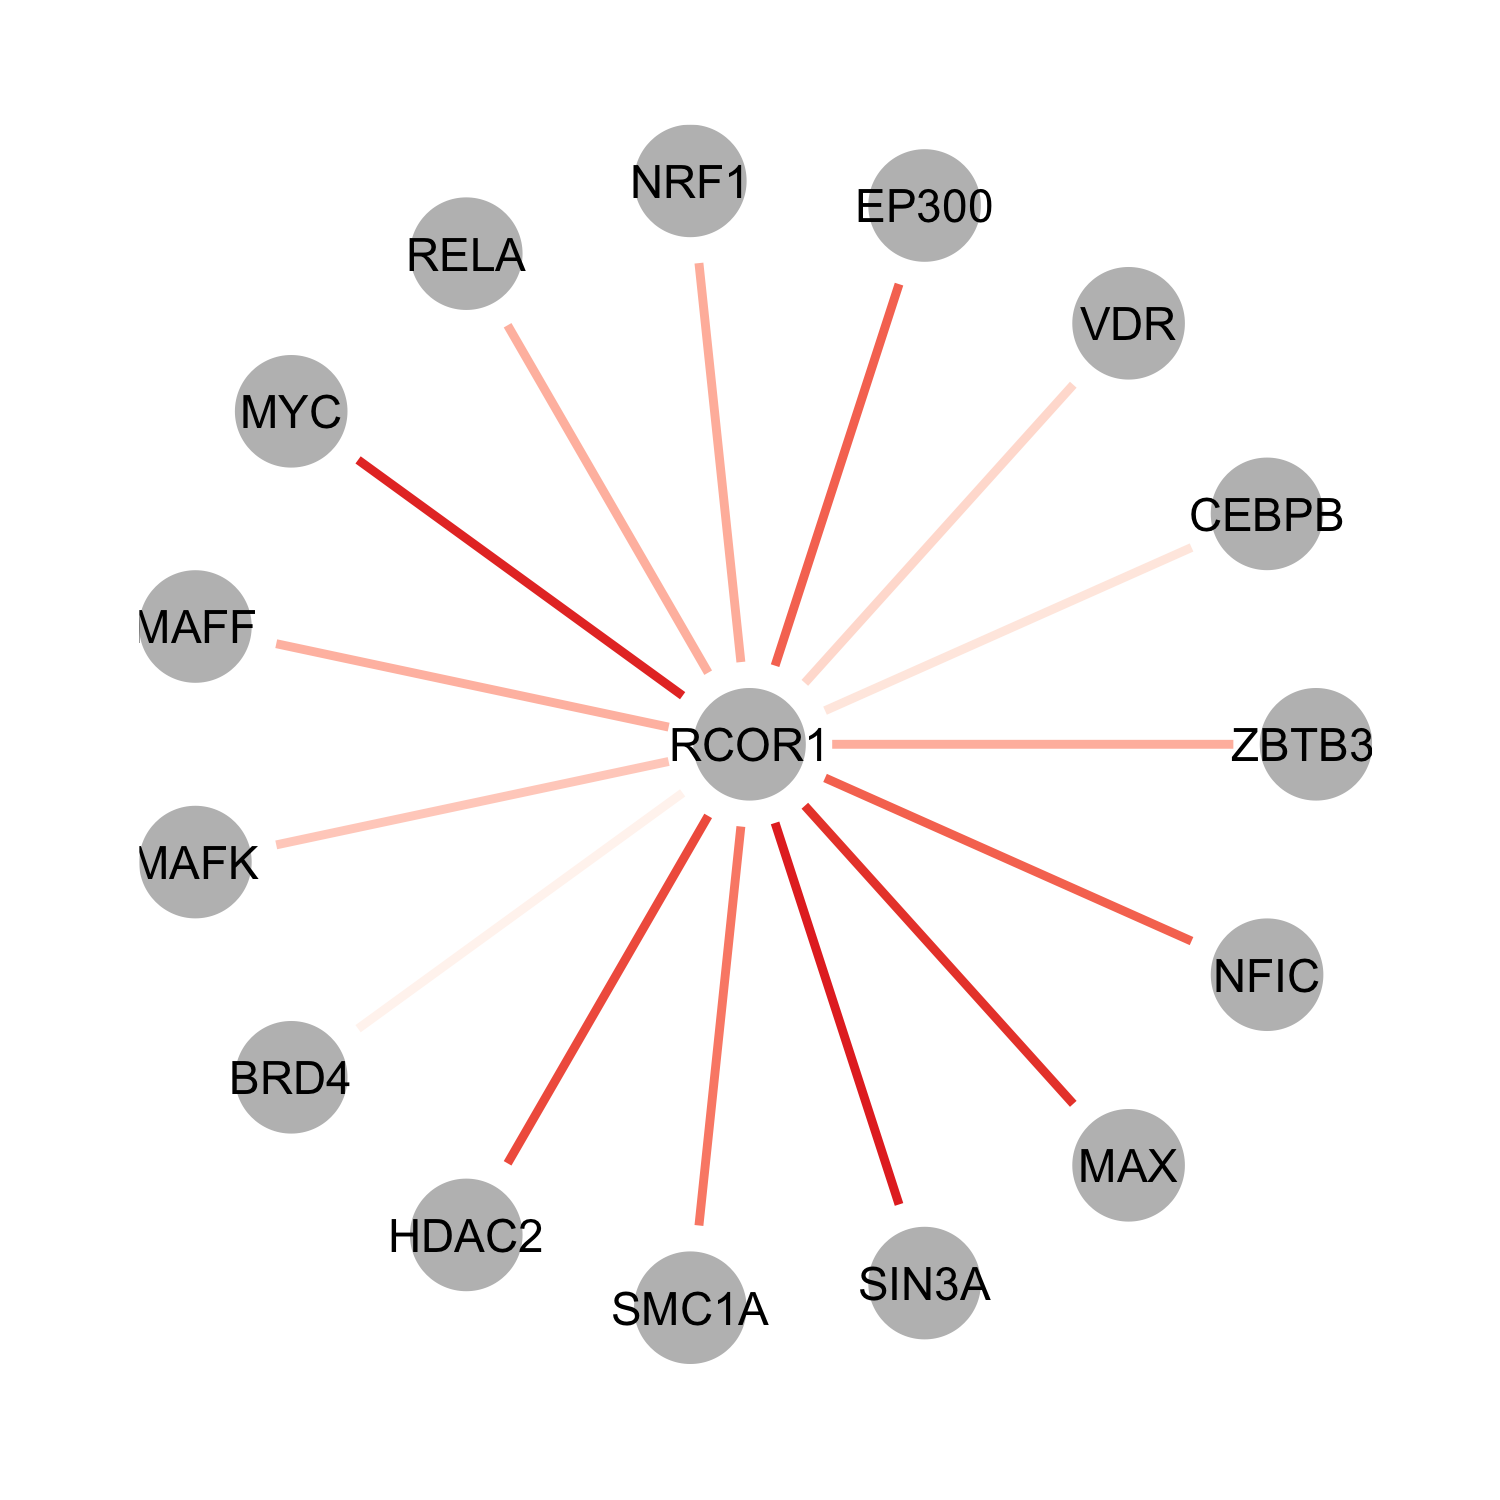 NRF1
EP300
RELA
VDR
MYC
CEBPB
MAFF
RCOR1
ZBTB3
MAFK
NFIC
BRD4
MAX
HDAC2
SIN3A
SMC1A